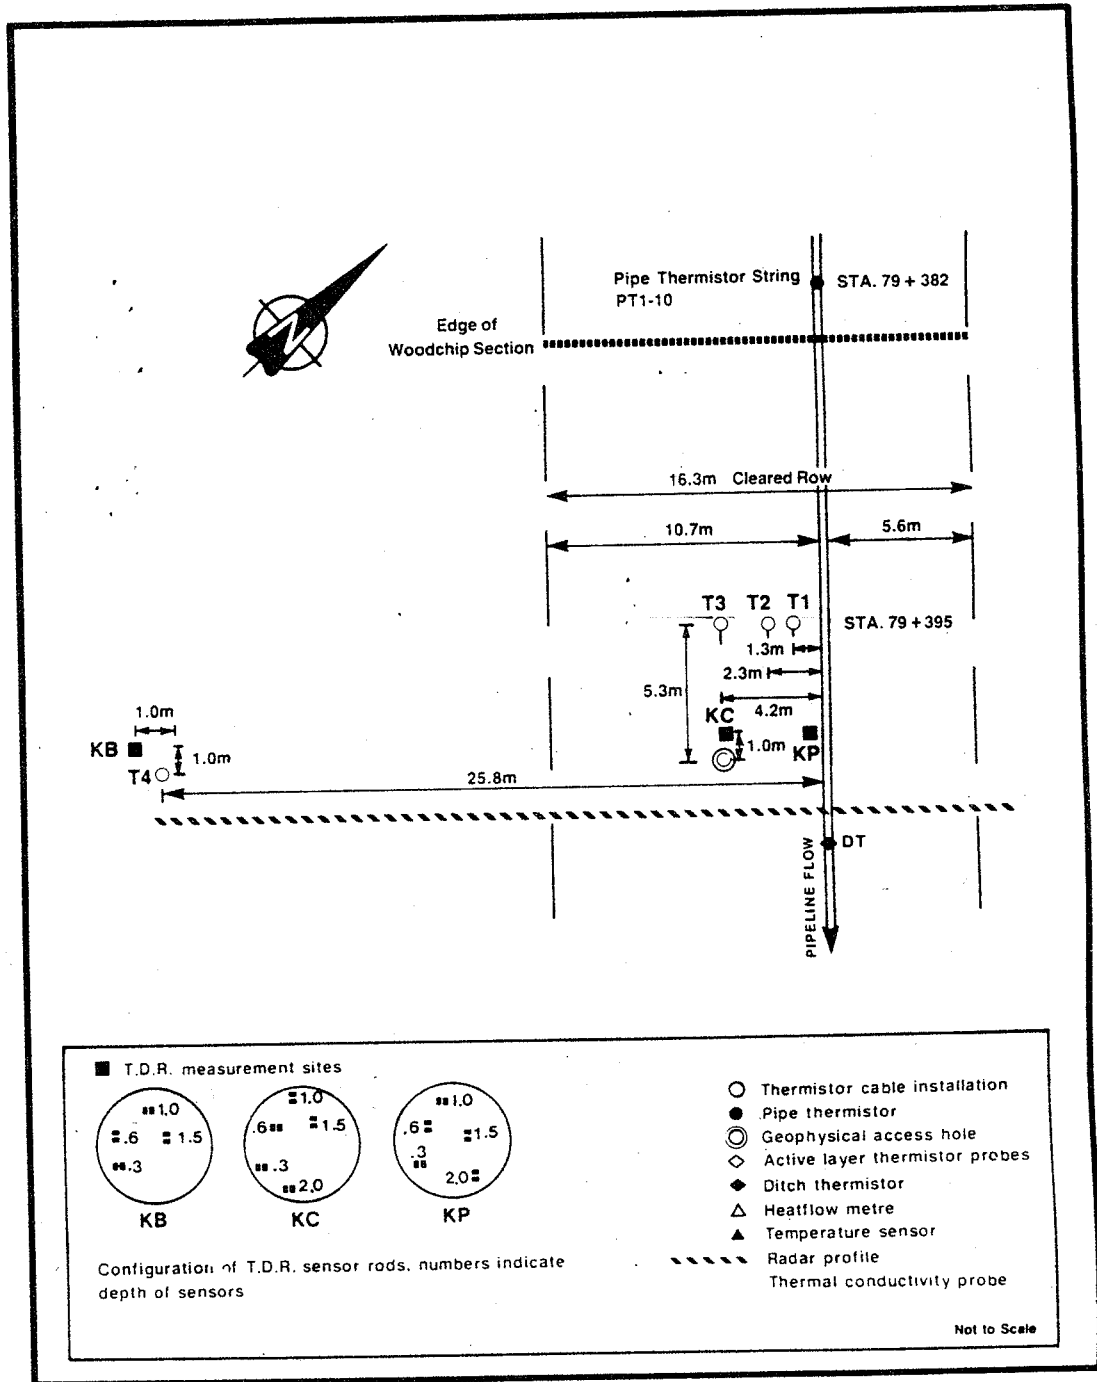 N
Pipe Thermistor String
PT1-10
STA. 79 + 382
Edge of
Woodchip Section
16.3m Cleared Row
10.7m
5.6m
T3
T2
T1
STA. 79 + 395
1.3m
2.3m
5.3m
4.2m
1.0m
KC
KB
1.0m
KP
T4
1.0m
25.8m
DT
PIPELINE FLOW
T.D.R. measurement sites
1.0
.6
1.5
.3
KB
1.0
.6
1.5
.3
2.0
KC
1.0
.6
1.5
.3
2.0
KP
Configuration of T.D.R. sensor rods, numbers indicate
depth of sensors
Thermistor cable installation
Pipe thermistor
Geophysical access hole
Active layer thermistor probes
Ditch thermistor
Heatflow metre
Temperature sensor
Radar profile
Thermal conductivity probe
Not to Scale